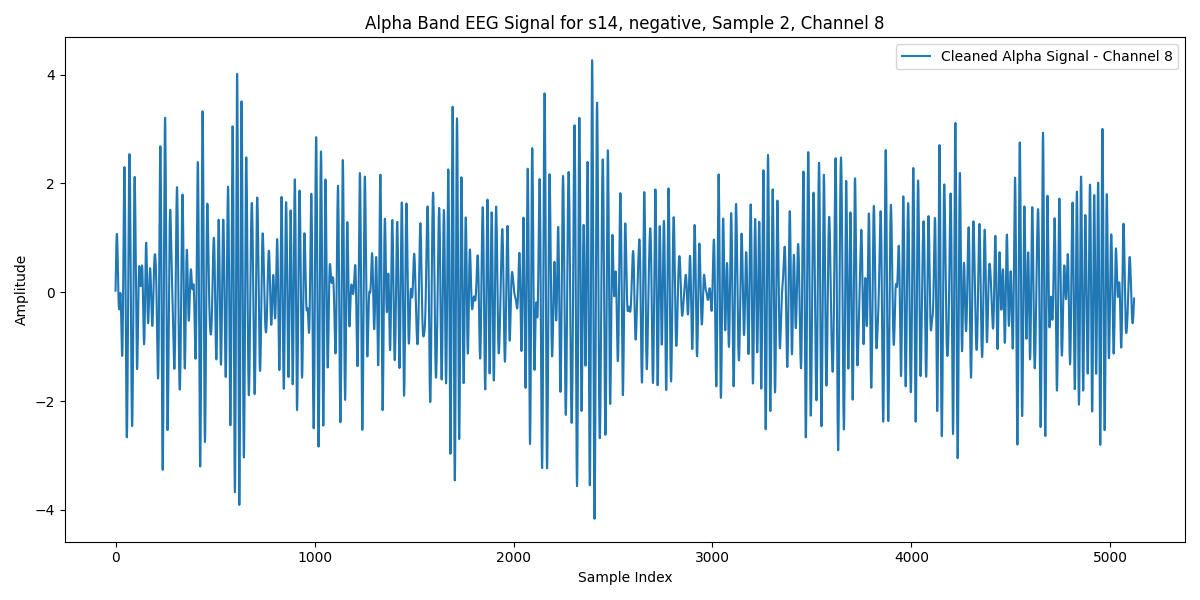 Alpha Band EEG Signal for s14, negative, Sample 2, Channel 8
Cleaned Alpha Signal - Channel 8
Amplitude
4
2
0
−2
−4
0 1000 2000 3000 4000 5000
Sample Index